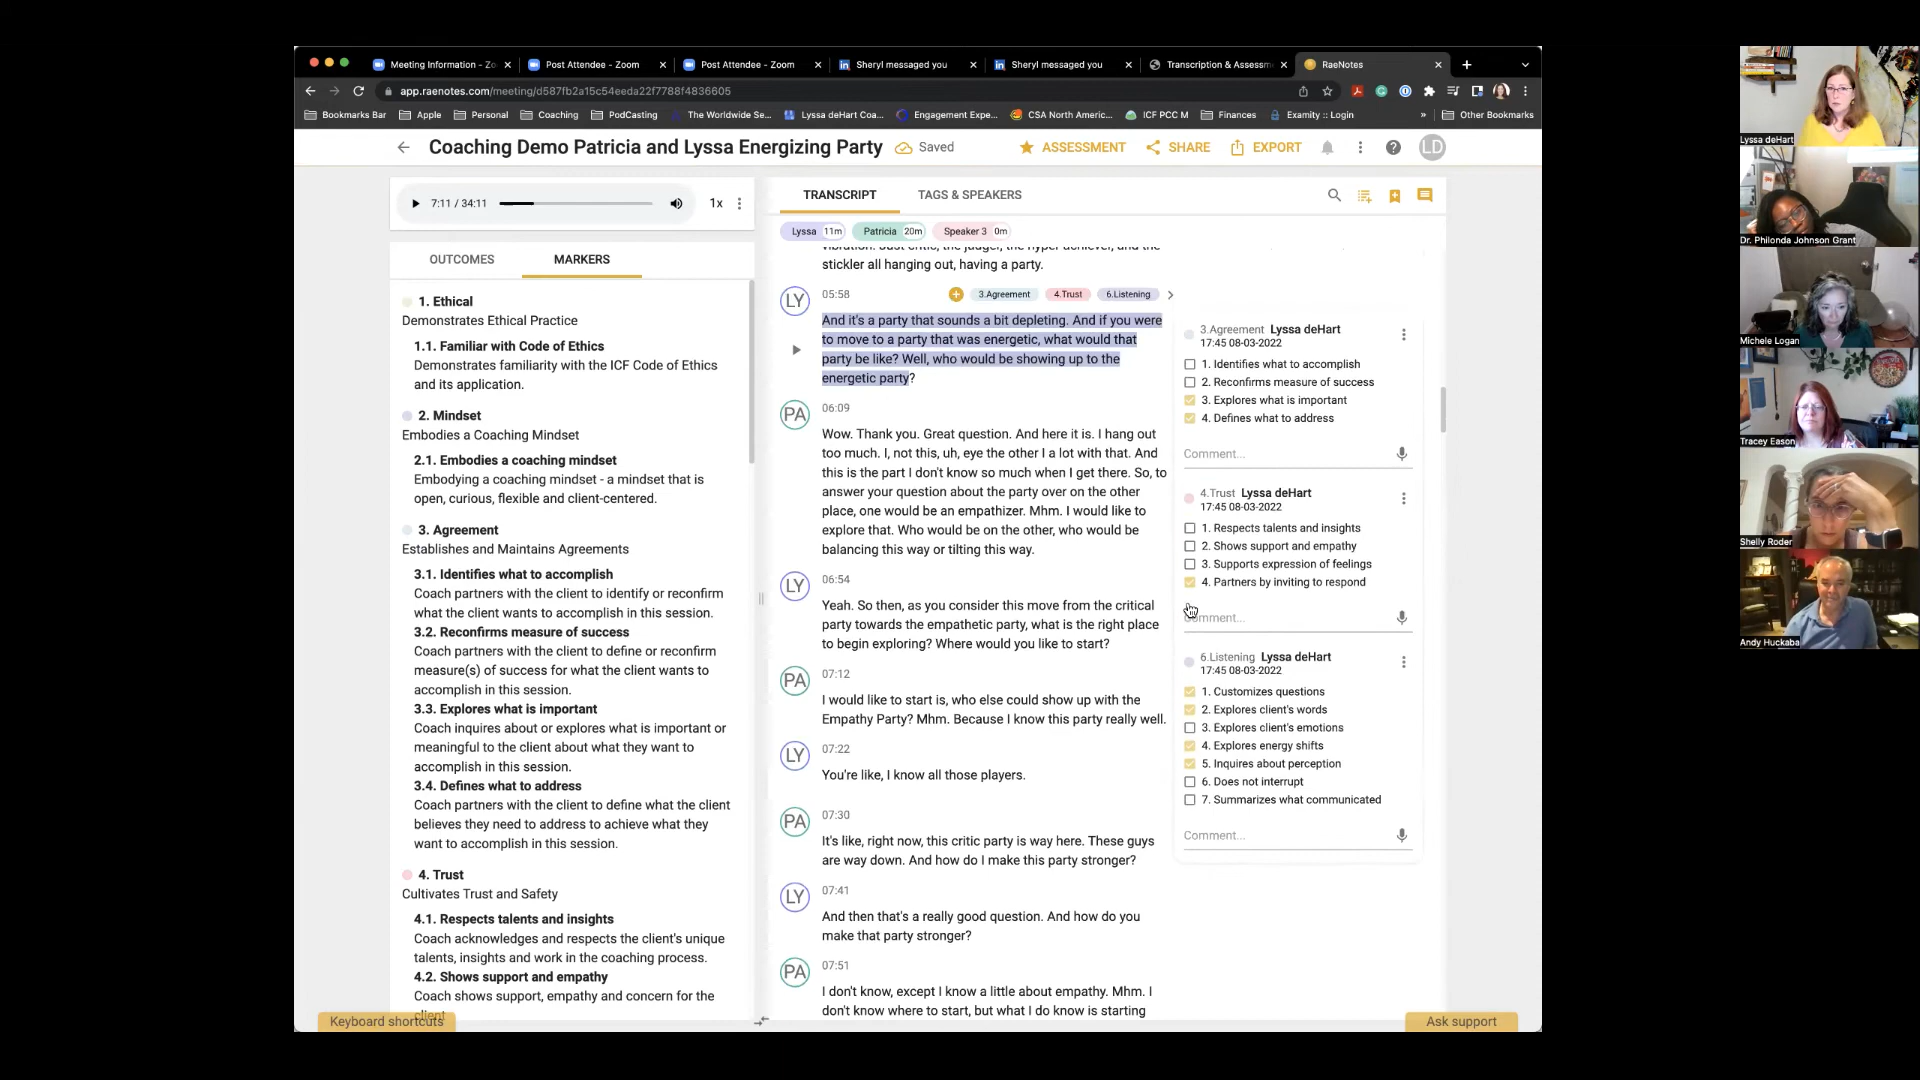 Meeting Information - Zo
Post Attendee - Zoom
Post Attendee - Zoom
Sheryl messaged you
Sheryl messaged you
Transcription & Assessm
RaeNotes
app.raenotes.com/meeting/d587fb2a15c54eeda22f7788f4836605
Bookmarks Bar
Apple
Personal
Coaching
PodCasting
The Worldwide Se...
Lyssa deHart Coa...
Engagement Expe...
CSA North Americ...
ICF PCC M
Finances
Examity :: Login
»
Other Bookmarks
Coaching Demo Patricia and Lyssa Energizing Party
Saved
ASSESSMENT
SHARE
EXPORT
LD
7:11 / 34:11
1x
OUTCOMES
MARKERS
1. Ethical
Demonstrates Ethical Practice
1.1. Familiar with Code of Ethics
Demonstrates familiarity with the ICF Code of Ethics
and its application.
2. Mindset
Embodies a Coaching Mindset
2.1. Embodies a coaching mindset
Embodying a coaching mindset - a mindset that is
open, curious, flexible and client-centered.
3. Agreement
Establishes and Maintains Agreements
3.1. Identifies what to accomplish
Coach partners with the client to identify or reconfirm
what the client wants to accomplish in this session.
3.2. Reconfirms measure of success
Coach partners with the client to define or reconfirm
measure(s) of success for what the client wants to
accomplish in this session.
3.3. Explores what is important
Coach inquires about or explores what is important or
meaningful to the client about what they want to
accomplish in this session.
3.4. Defines what to address
Coach partners with the client to define what the client
believes they need to address to achieve what they
want to accomplish in this session.
4. Trust
Cultivates Trust and Safety
4.1. Respects talents and insights
Coach acknowledges and respects the client's unique
talents, insights and work in the coaching process.
4.2. Shows support and empathy
Coach shows support, empathy and concern for the
client
Keyboard shortcuts
TRANSCRIPT
TAGS & SPEAKERS
Lyssa 11m
Patricia 20m
Speaker 3 0m
vibration. Just critic, the judger, the hyper achiever, and the
stickler all hanging out, having a party.
LY
05:58
3.Agreement
4.Trust
6.Listening
And it's a party that sounds a bit depleting. And if you were
to move to a party that was energetic, what would that
party be like? Well, who would be showing up to the
energetic party?
PA
06:09
Wow. Thank you. Great question. And here it is. I hang out
too much. I, not this, uh, eye the other I a lot with that. And
this is the part I don't know so much when I get there. So, to
answer your question about the party over on the other
place, one would be an empathizer. Mhm. I would like to
explore that. Who would be on the other, who would be
balancing this way or tilting this way.
LY
06:54
Yeah. So then, as you consider this move from the critical
party towards the empathetic party, what is the right place
to begin exploring? Where would you like to start?
PA
07:12
I would like to start is, who else could show up with the
Empathy Party? Mhm. Because I know this party really well.
LY
07:22
You're like, I know all those players.
PA
07:30
It's like, right now, this critic party is way here. These guys
are way down. And how do I make this party stronger?
LY
07:41
And then that's a really good question. And how do you
make that party stronger?
PA
07:51
I don't know, except I know a little about empathy. Mhm. I
don't know where to start, but what I do know is starting
3.Agreement Lyssa deHart
17:45 08-03-2022
1. Identifies what to accomplish
2. Reconfirms measure of success
3. Explores what is important
4. Defines what to address
Comment...
4.Trust Lyssa deHart
17:45 08-03-2022
1. Respects talents and insights
2. Shows support and empathy
3. Supports expression of feelings
4. Partners by inviting to respond
Comment...
6.Listening Lyssa deHart
17:45 08-03-2022
1. Customizes questions
2. Explores client's words
3. Explores client's emotions
4. Explores energy shifts
5. Inquires about perception
6. Does not interrupt
7. Summarizes what communicated
Comment...
Ask support
Lyssa deHart
Dr. Philonda Johnson Grant
Michele Logan
Tracey Eason
Shelly Roder
Andy Huckaba